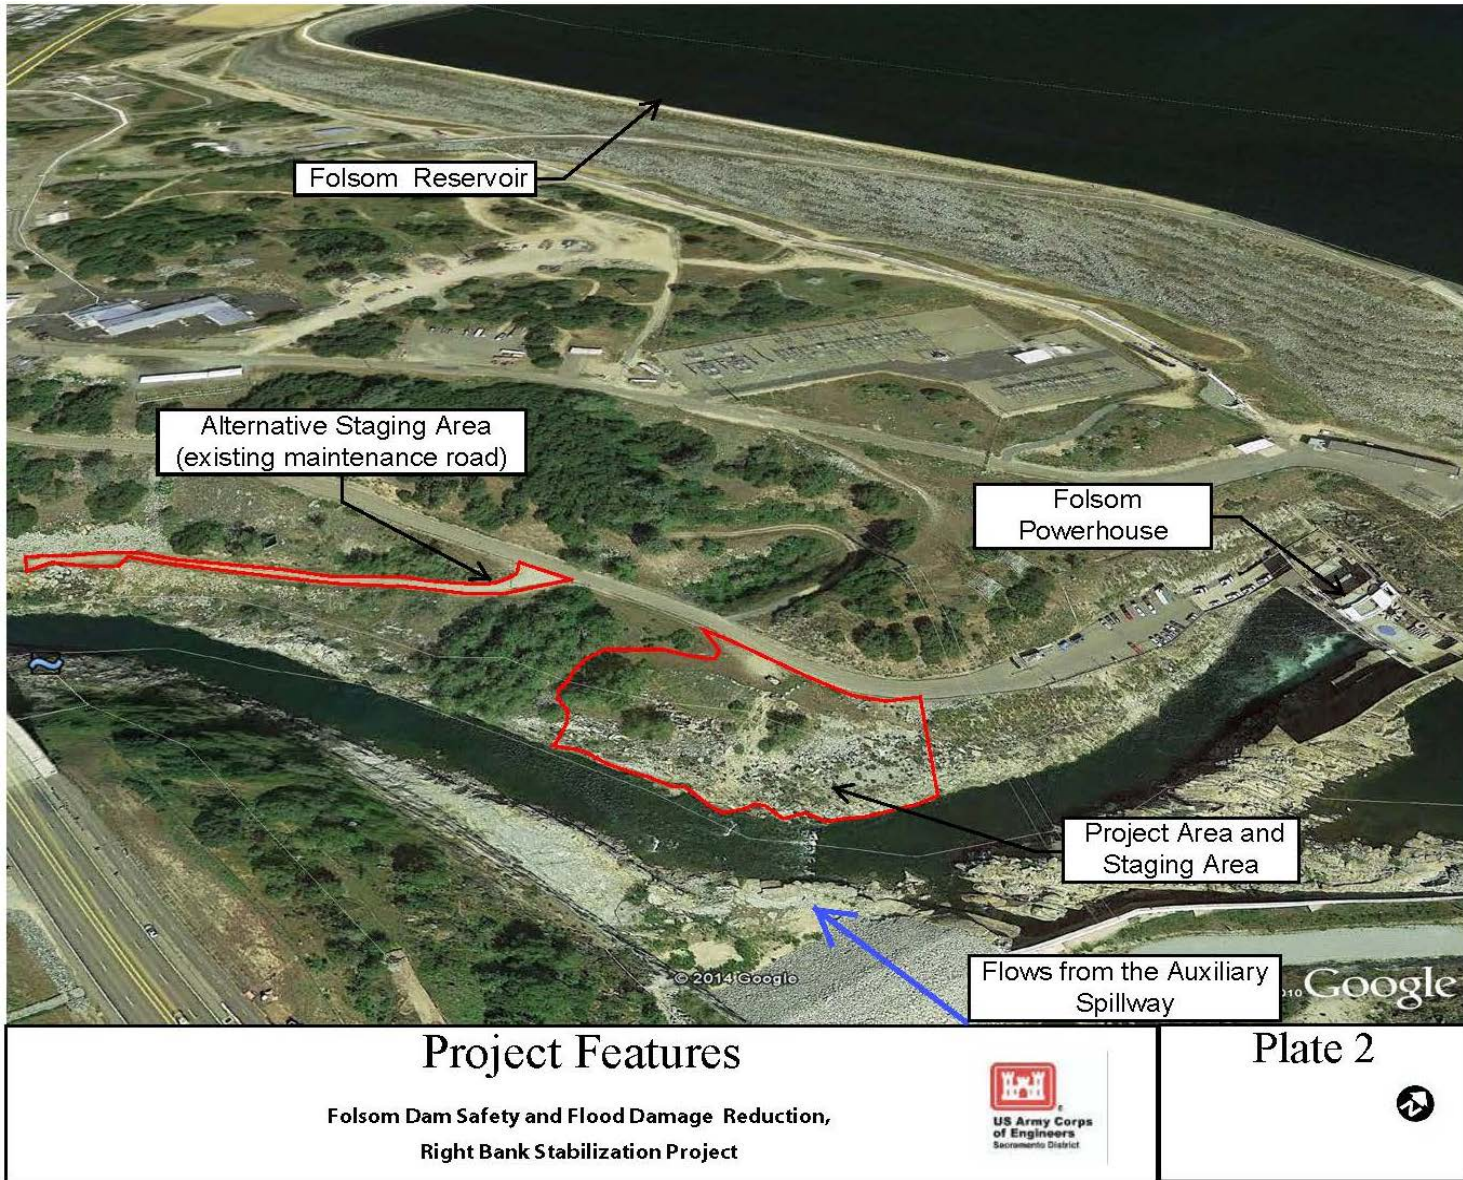 Folsom Reservoir
Alternative Staging Area
(existing maintenance road)
Folsom
Powerhouse
Project Area and
Staging Area
Flows from the Auxiliary
Spillway
© 2014 Google
Google
Project Features
Folsom Dam Safety and Flood Damage Reduction,
Right Bank Stabilization Project
US Army Corps
of Engineers
Sacramento District
Plate 2